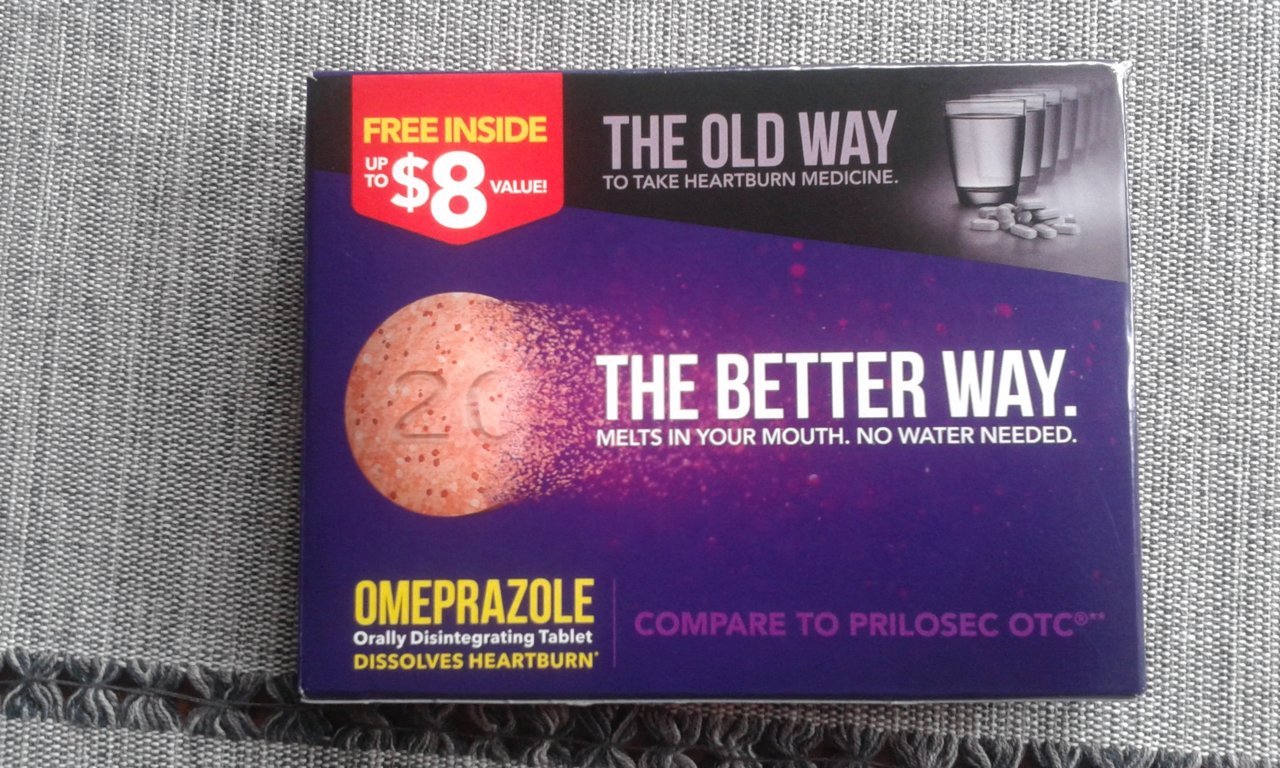 FREE INSIDE
UP TO $8 VALUE!
THE OLD WAY
TO TAKE HEARTBURN MEDICINE.
20
THE BETTER WAY.
MELTS IN YOUR MOUTH. NO WATER NEEDED.
OMEPRAZOLE
Orally Disintegrating Tablet
DISSOLVES HEARTBURN*
COMPARE TO PRILOSEC OTC®**